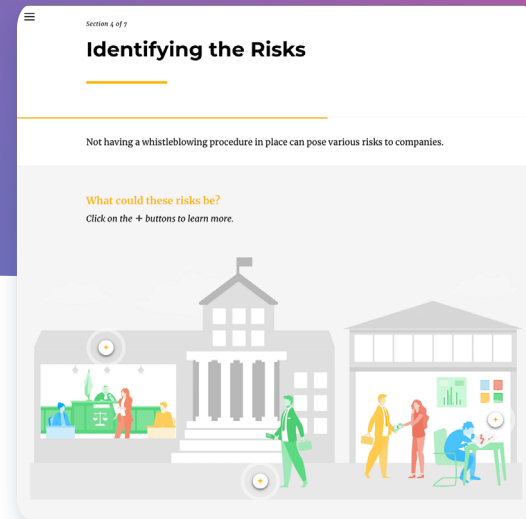 Section 4 of 7
Identifying the Risks
Not having a whistleblowing procedure in place can pose various risks to companies.
What could these risks be?
Click on the + buttons to learn more.